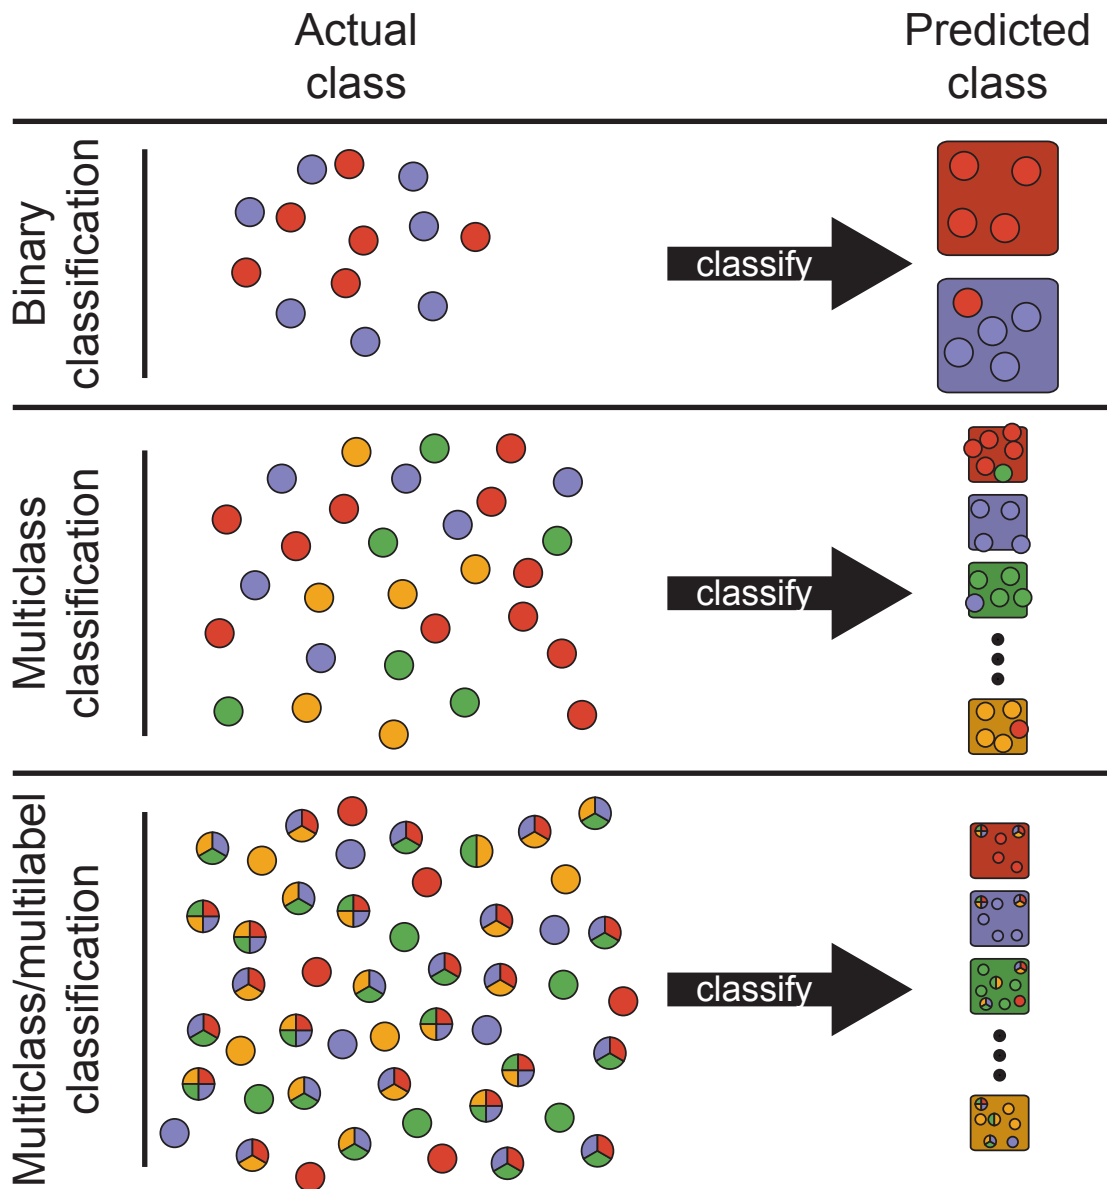 Actual
class
Predicted
class
Binary
classification
classify
Multiclass
classification
classify
Multiclass/multilabel
classification
classify